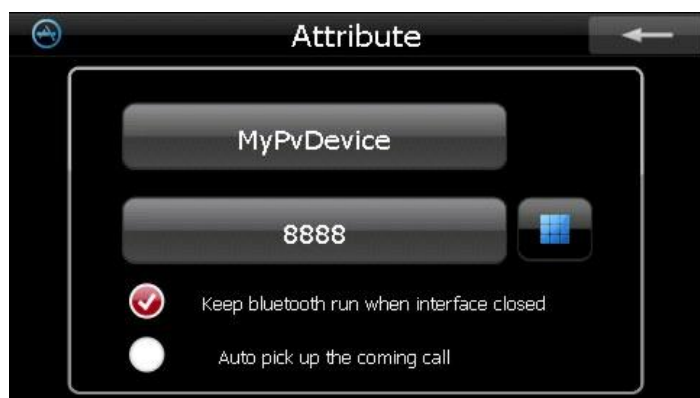 Attribute
MyPvDevice
8888
Keep bluetooth run when interface closed
Auto pick up the coming call